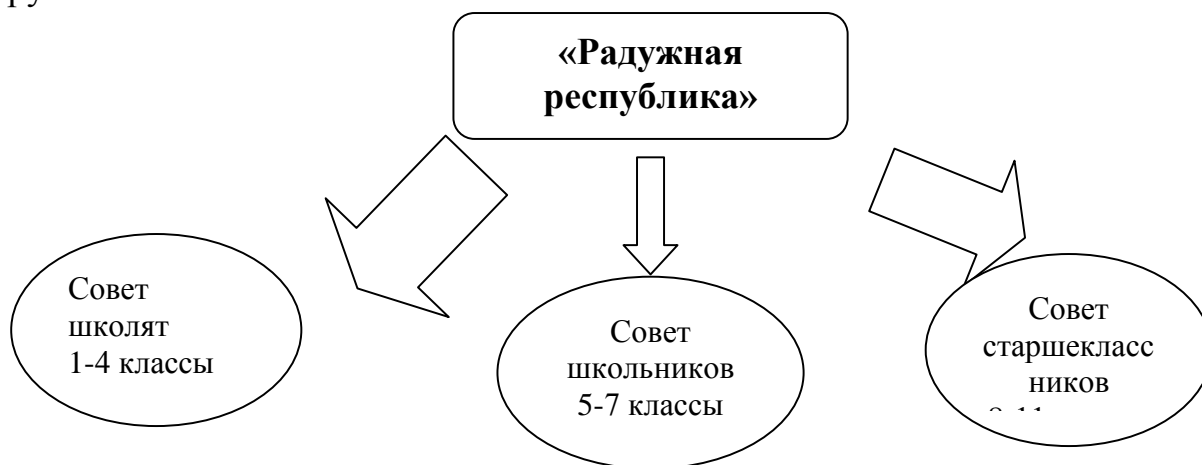 «Радужная
республика»
Совет
школят
1-4 классы
Совет
школьников
5-7 классы
Совет
старшекласс
ников